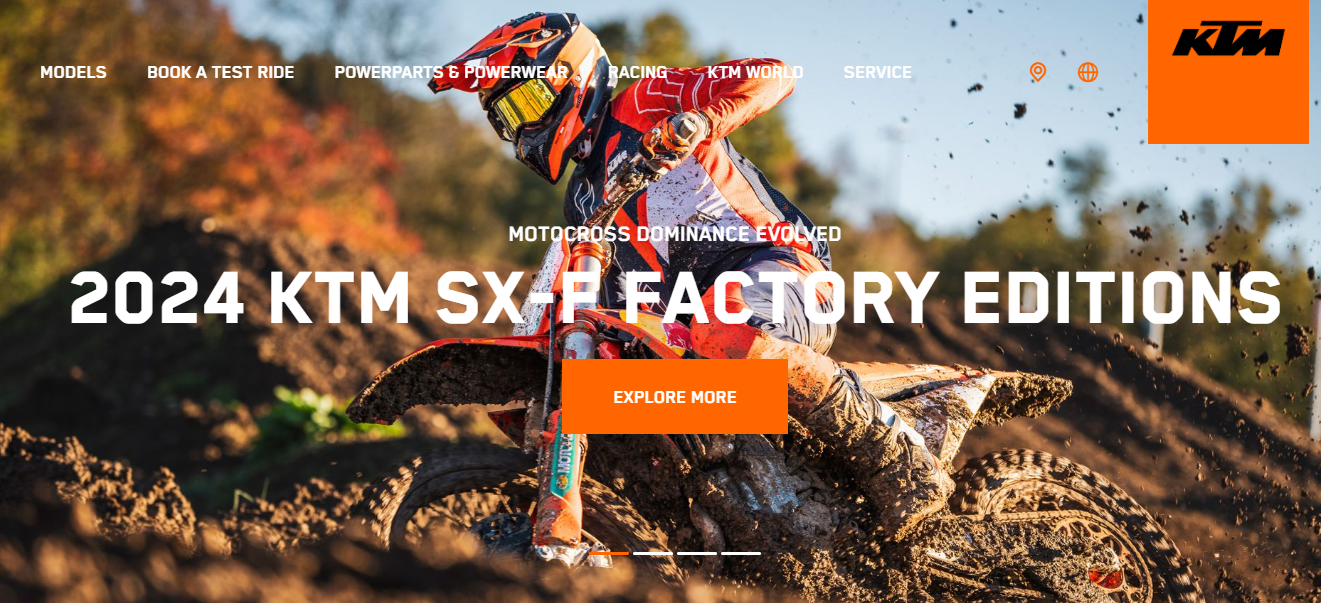 KTM
MODELS BOOK A TEST RIDE POWERPARTS & POWERWEAR RACING KTM WORLD SERVICE
KTM
MOTOCROSS DOMINANCE EVOLVED
2024 KTM SX-F FACTORY EDITIONS
EXPLORE MORE